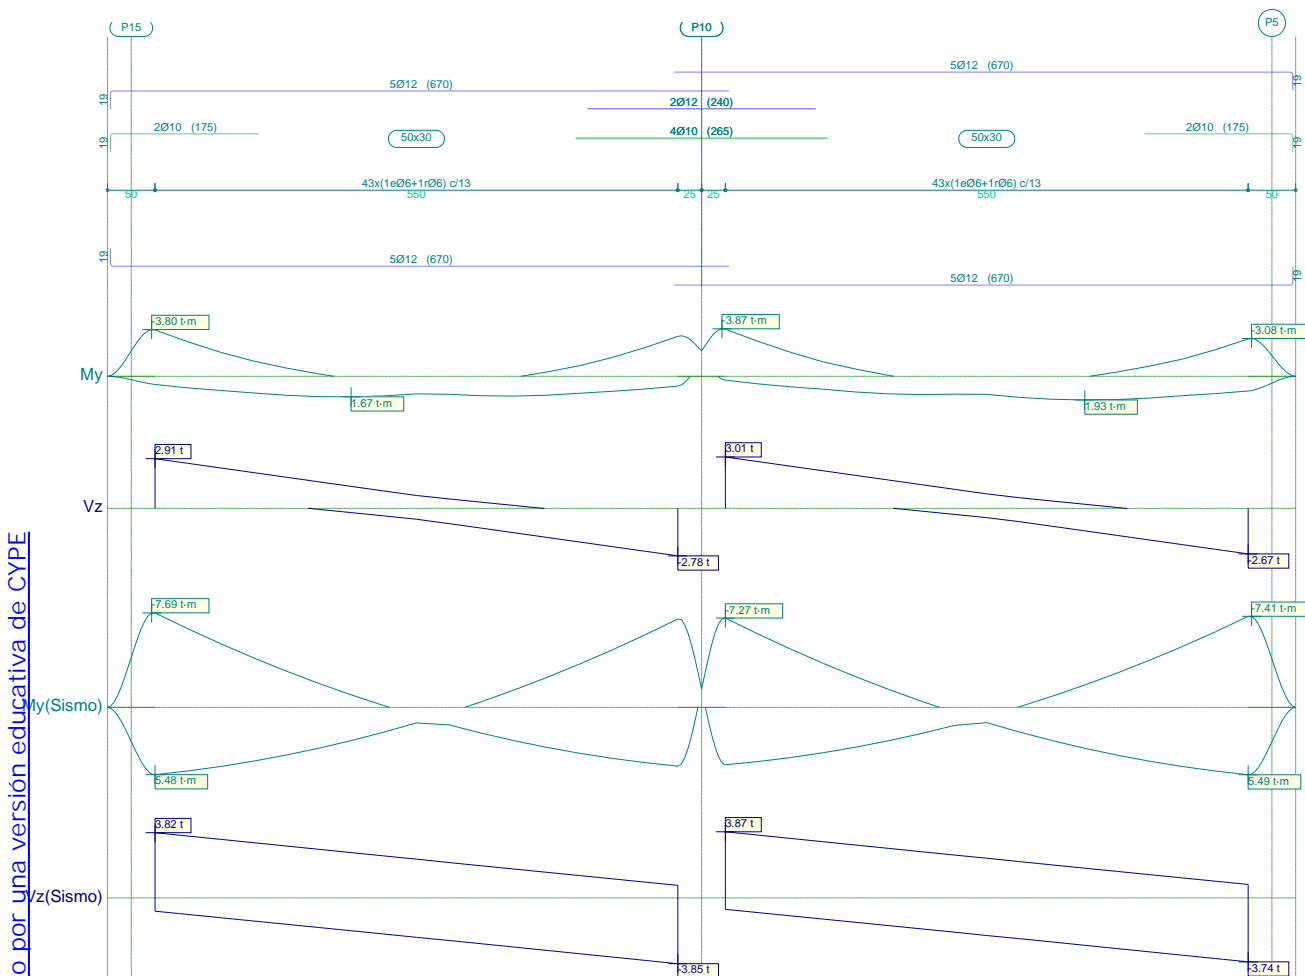 P15 P10 P5
5Ø12 (670)
5Ø12 (670)
19 19
2Ø12 (240)
2Ø10 (175) 50x30 4Ø10 (265) 50x30 2Ø10 (175)
19 19
43x(1eØ6+1rØ6) c/13 43x(1eØ6+1rØ6) c/13
50 550 25 25 550 50
19 5Ø12 (670)
5Ø12 (670) 19
-3.80 t·m -3.87 t·m -3.08 t·m
My
1.67 t·m 1.93 t·m
2.91 t 3.01 t
Vz
-2.78 t -2.67 t
-7.69 t·m -7.27 t·m -7.41 t·m
My(Sismo)
5.48 t·m 5.49 t·m
3.82 t 3.87 t
Vz(Sismo)
-3.85 t -3.74 t
o por una versión educativa de CYPE